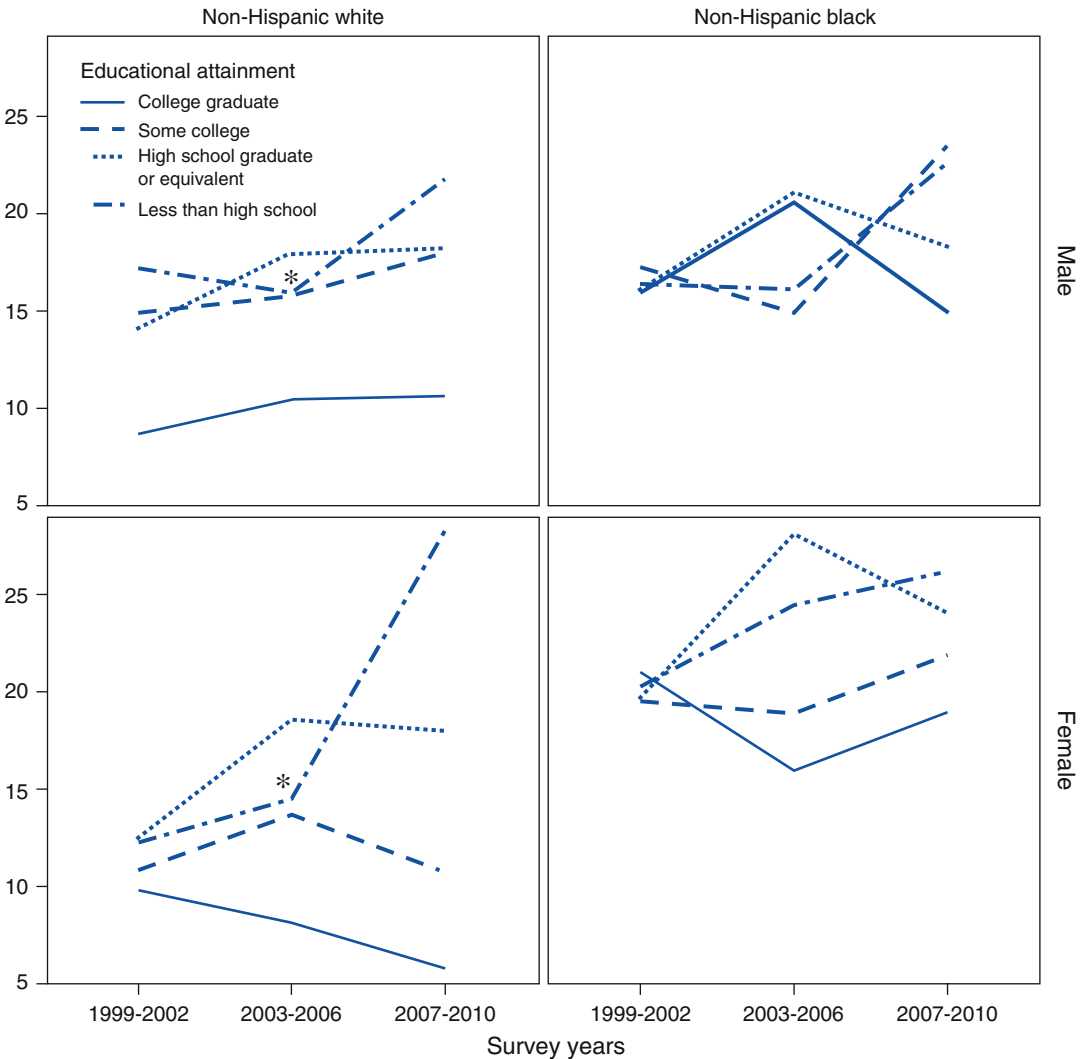 Non-Hispanic white
Non-Hispanic black
Educational attainment
College graduate
Some college
High school graduate
or equivalent
Less than high school
25
20
15
10
5
*
Male
25
20
15
10
5
*
Female
1999-2002
2003-2006
2007-2010
1999-2002
2003-2006
2007-2010
Survey years